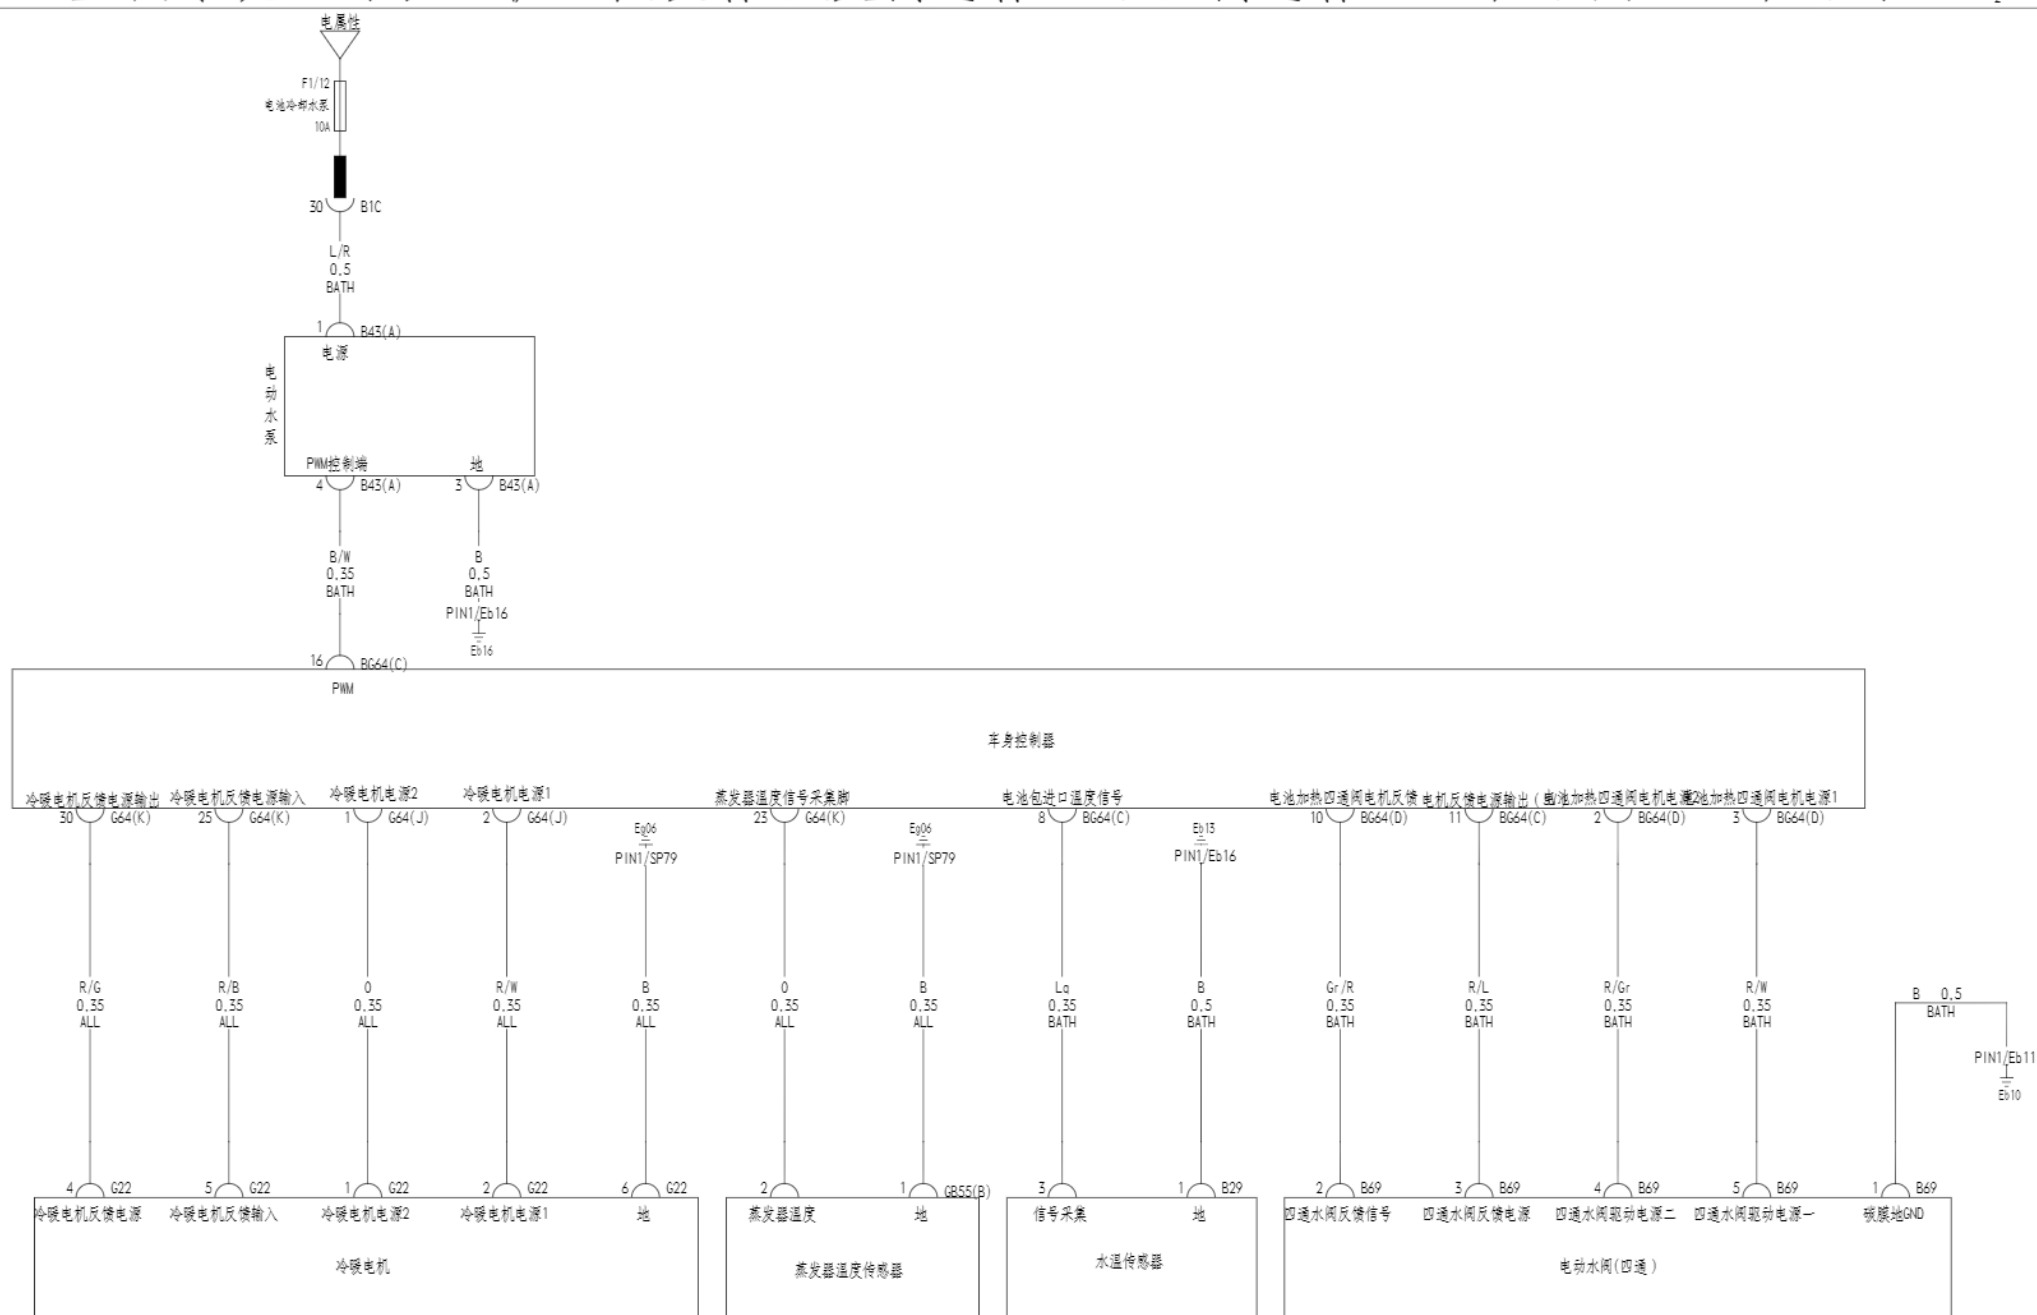 电属性
F1/12
电池冷却水泵
10A
30 B1C
L/R
0.5
BATH
1 B43(A)
电源
电动水泵
PWM控制端 地
4 B43(A) 3 B43(A)
B/W B
0.35 0.5
BATH BATH
PIN1/Eb16
Eb16
16 BG64(C)
PWM
车身控制器
冷暖电机反馈电源输出 冷暖电机反馈电源输入 冷暖电机电源2 冷暖电机电源1 蒸发器温度信号采集脚 电池包进口温度信号 电池加热四通阀电机反馈 电机反馈电源输出( 电池加热四通阀电机电源2 电池加热四通阀电机电源1
30 G64(K) 25 G64(K) 1 G64(J) 2 G64(J) 23 G64(K) 8 BG64(C) 10 BG64(D) 11 BG64(C) 2 BG64(D) 3 BG64(D)
Eg06 Eg06 Eb13
PIN1/SP79 PIN1/SP79 PIN1/Eb16
R/G R/B O R/W B O B Lg B Gr/R R/L R/Gr R/W
0.35 0.35 0.35 0.35 0.35 0.35 0.35 0.35 0.5 0.35 0.35 0.35 0.35
ALL ALL ALL ALL ALL ALL ALL BATH BATH BATH BATH BATH BATH
B 0.5
BATH
PIN1/Eb11
Eb10
4 G22 5 G22 1 G22 2 G22 6 G22 2 1 GB55(B) 3 1 B29 2 B69 3 B69 4 B69 5 B69 1 B69
冷暖电机反馈电源 冷暖电机反馈输入 冷暖电机电源2 冷暖电机电源1 地 蒸发器温度 地 信号采集 地 四通水阀反馈信号 四通水阀反馈电源 四通水阀驱动电源二 四通水阀驱动电源一 碳膜地GND
冷暖电机 蒸发器温度传感器 水温传感器 电动水阀(四通)